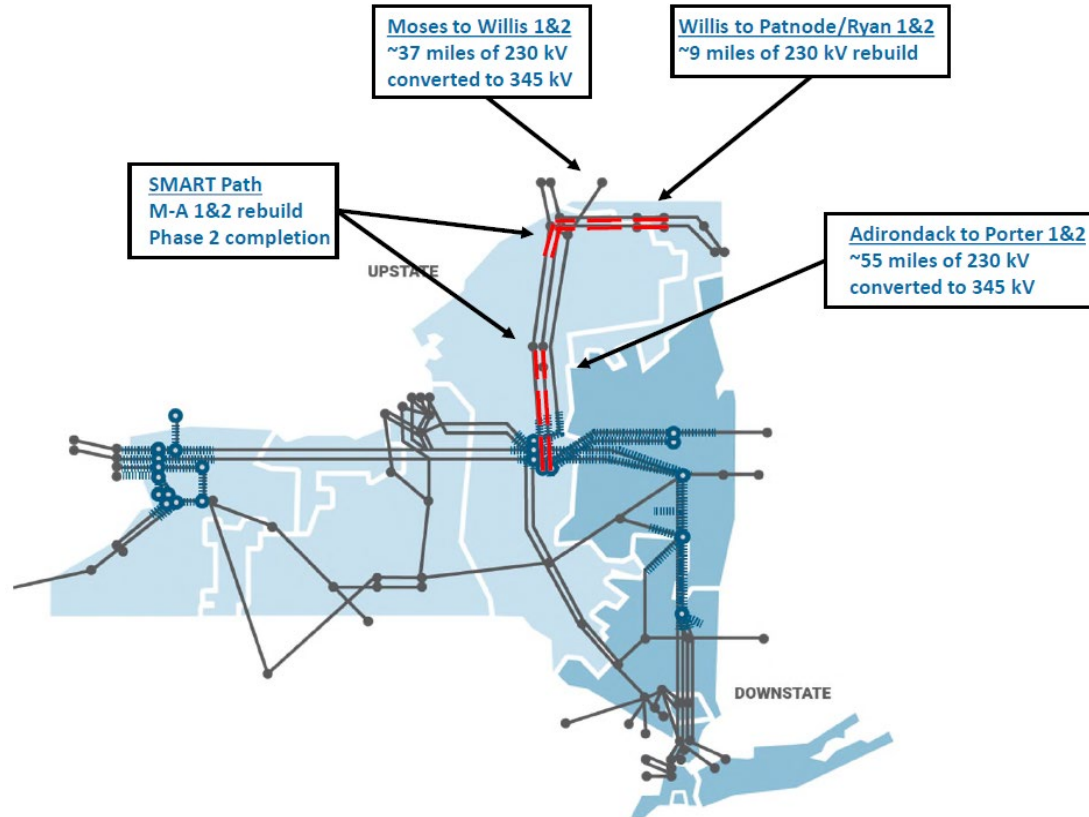 Moses to Willis 1&2
~37 miles of 230 kV
converted to 345 kV
Willis to Patnode/Ryan 1&2
~9 miles of 230 kV rebuild
SMART Path
M-A 1&2 rebuild
Phase 2 completion
Adirondack to Porter 1&2
~55 miles of 230 kV
converted to 345 kV
UPSTATE
DOWNSTATE